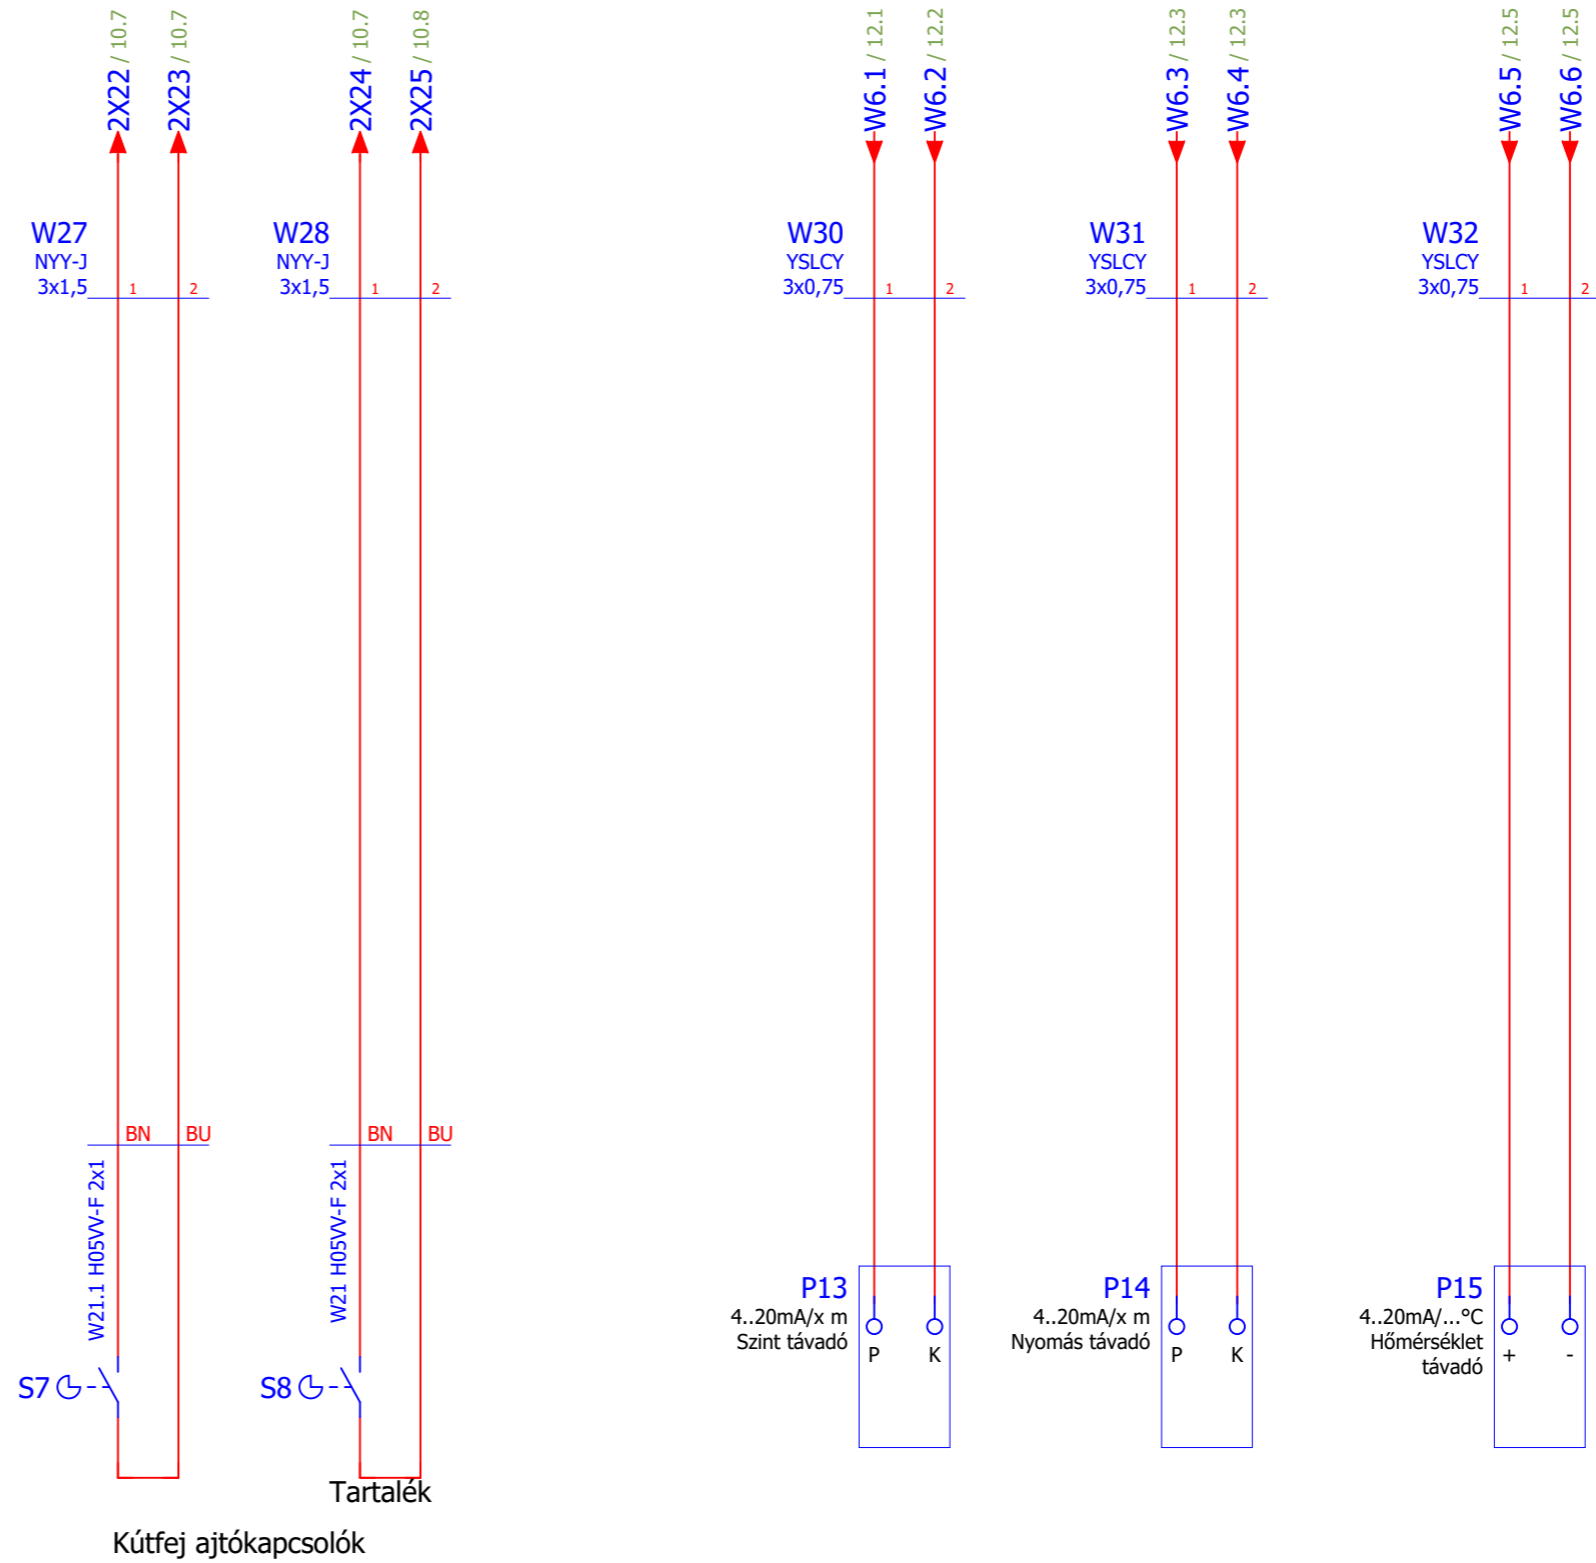 2X22 / 10.7
2X23 / 10.7
2X24 / 10.7
2X25 / 10.8
W6.1 / 12.1
W6.2 / 12.2
W6.3 / 12.3
W6.4 / 12.3
W6.5 / 12.5
W6.6 / 12.5
W27
NYY-J
3x1,5
1
2
W28
NYY-J
3x1,5
1
2
W30
YSLCY
3x0,75
1
2
W31
YSLCY
3x0,75
1
2
W32
YSLCY
3x0,75
1
2
BN
BU
W21.1 H05VV-F 2x1
S7
BN
BU
W21 H05VV-F 2x1
S8
P13
4..20mA/x m
Szint távadó
P
K
P14
4..20mA/x m
Nyomás távadó
P
K
P15
4..20mA/...°C
Hőmérséklet
távadó
+
-
Tartalék
Kútfej ajtókapcsolók